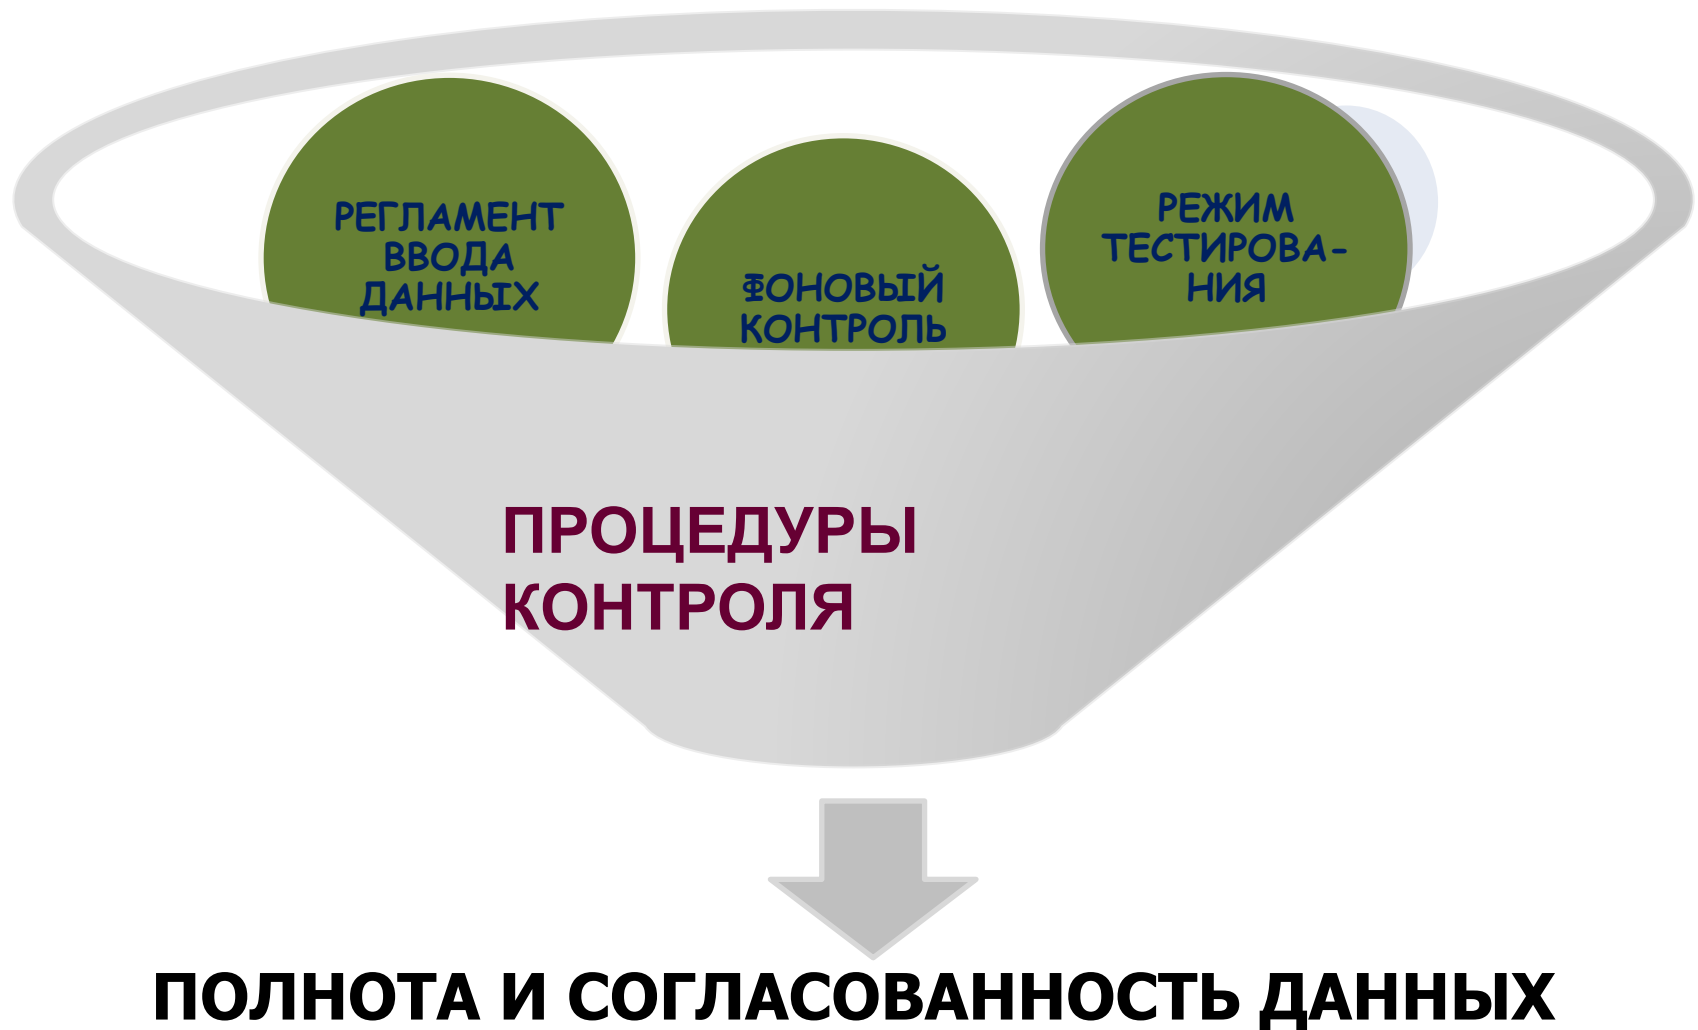 РЕГЛАМЕНТ
ВВОДА
ДАННЫХ
ФОНОВЫЙ
КОНТРОЛЬ
РЕЖИМ
ТЕСТИРОВА-
НИЯ
ПРОЦЕДУРЫ
КОНТРОЛЯ
ПОЛНОТА И СОГЛАСОВАННОСТЬ ДАННЫХ